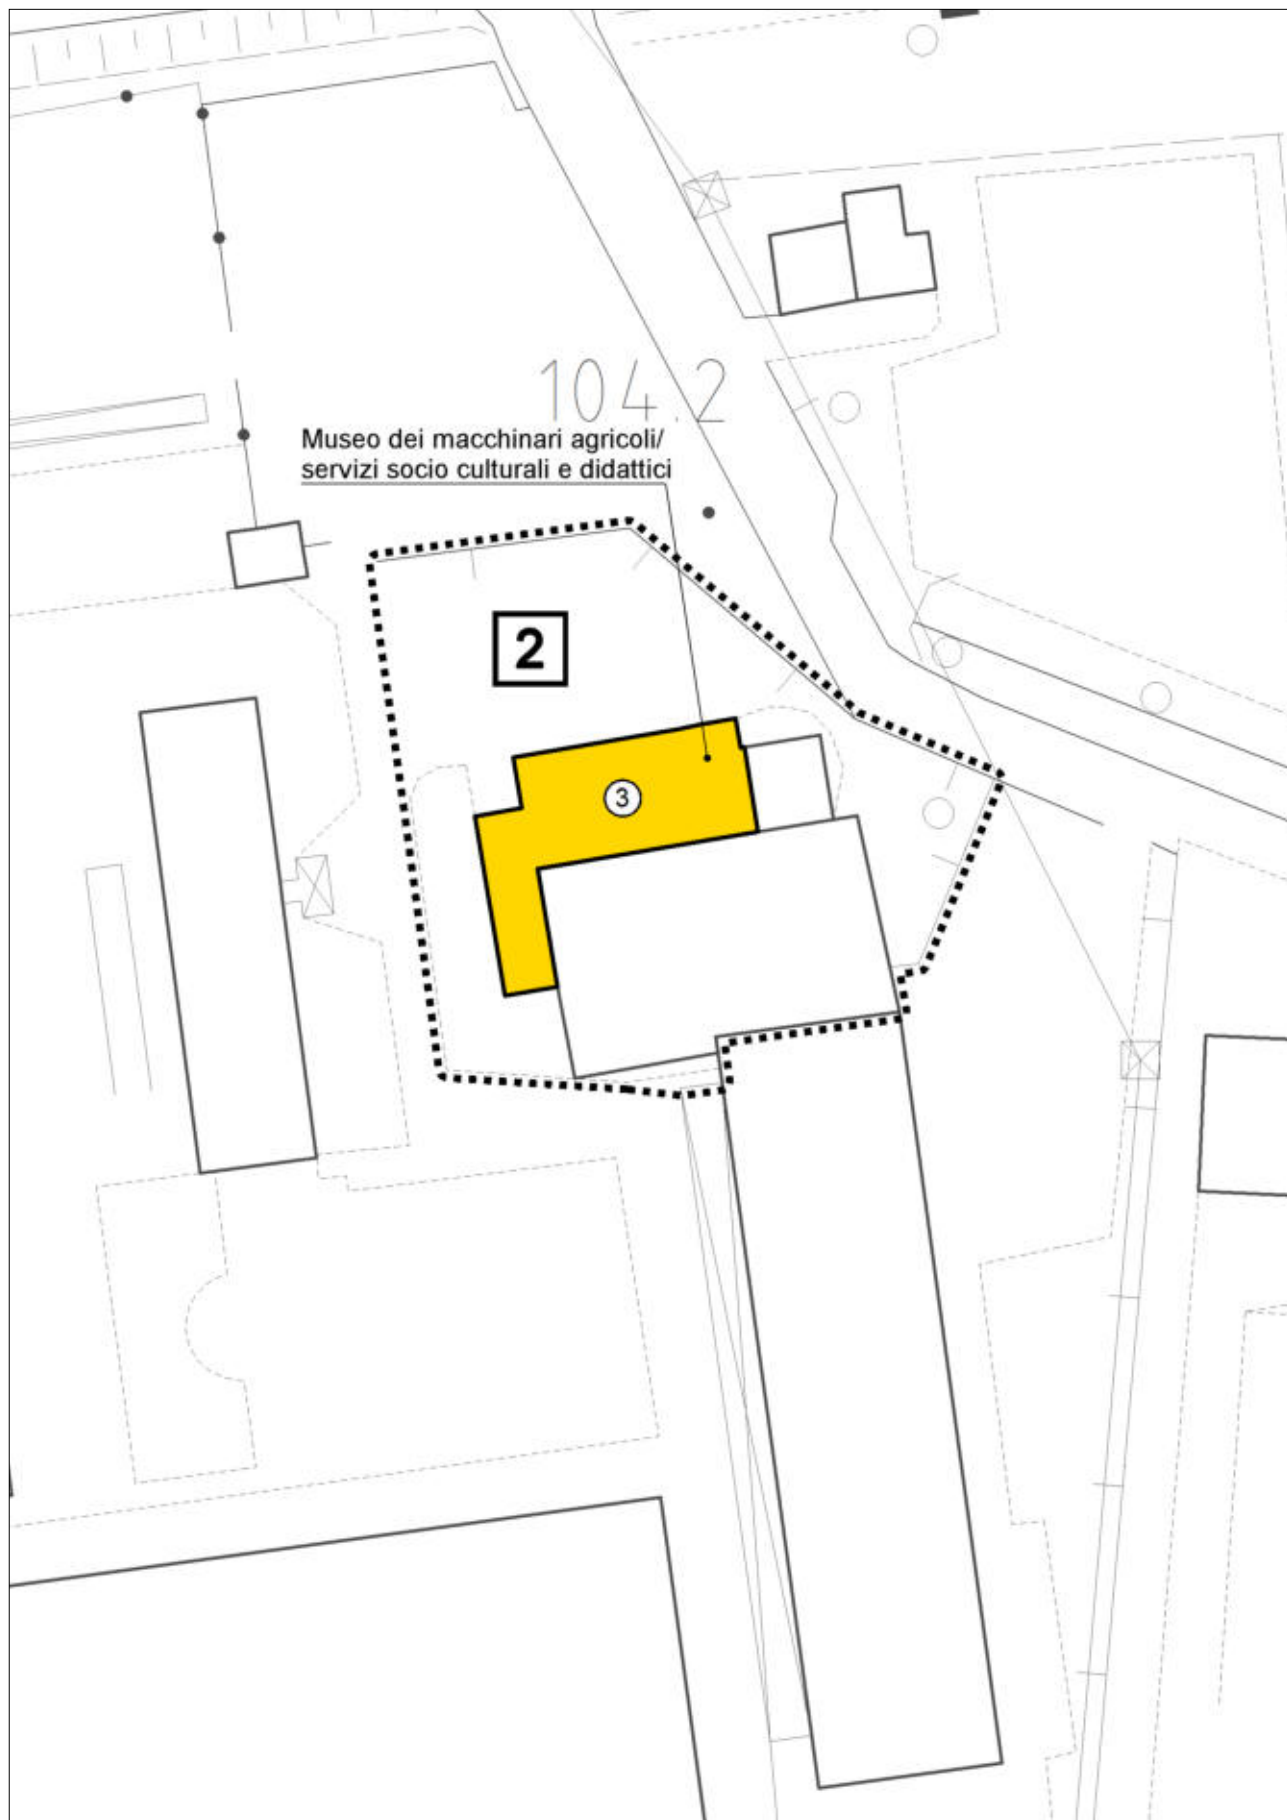 104.2
Museo dei macchinari agricoli/
servizi socio culturali e didattici
2
3